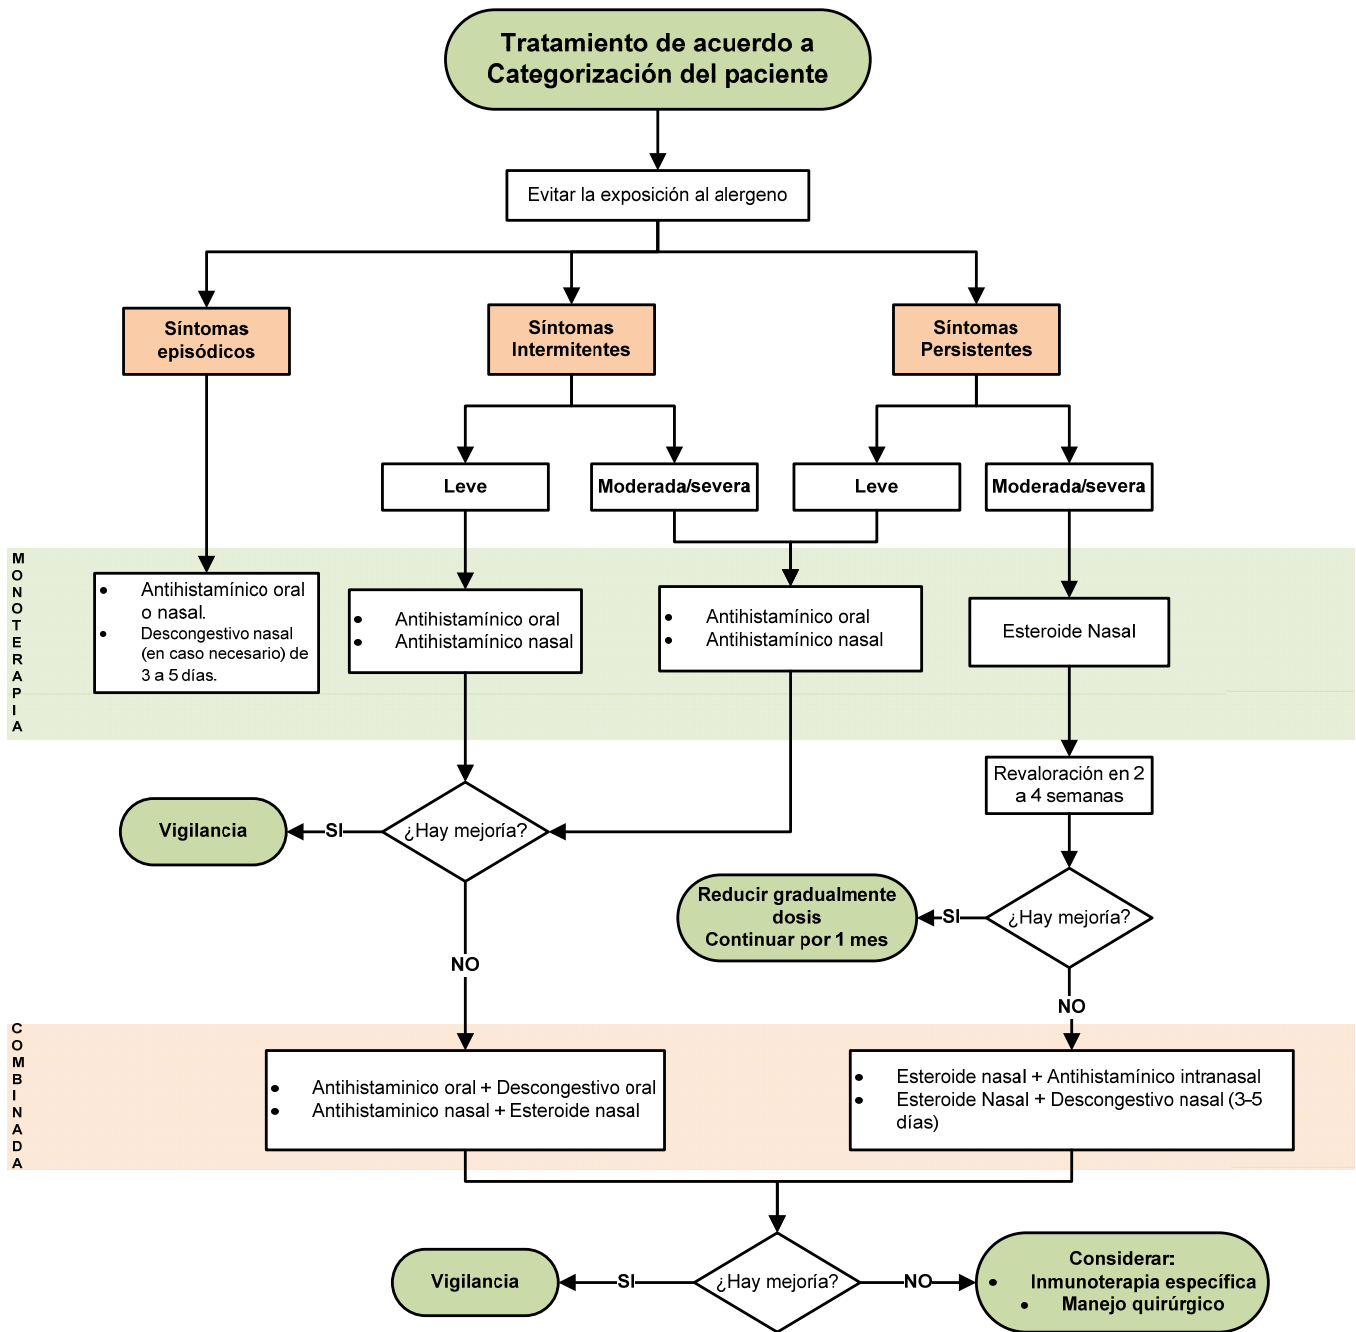 Tratamiento de acuerdo a
Categorización del paciente
Evitar la exposición al alergeno
Síntomas
episódicos
Síntomas
Intermitentes
Síntomas
Persistentes
Leve
Moderada/severa
Leve
Moderada/severa
MONOTERAPIA
• Antihistamínico oral
o nasal.
• Descongestivo nasal
(en caso necesario) de
3 a 5 días.
• Antihistamínico oral
• Antihistamínico nasal
• Antihistamínico oral
• Antihistamínico nasal
Esteroide Nasal
Revaloración en 2
a 4 semanas
Vigilancia
SI
¿Hay mejoría?
Reducir gradualmente
dosis
Continuar por 1 mes
SI
¿Hay mejoría?
NO
NO
COMBINADA
• Antihistaminico oral + Descongestivo oral
• Antihistaminico nasal + Esteroide nasal
• Esteroide nasal + Antihistamínico intranasal
• Esteroide Nasal + Descongestivo nasal (3-5
días)
Vigilancia
SI
¿Hay mejoría?
NO
Considerar:
• Inmunoterapia específica
• Manejo quirúrgico